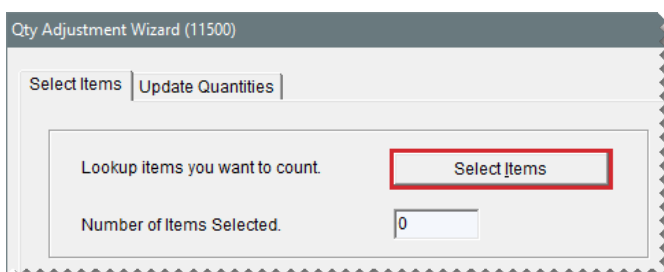 Qty Adjustment Wizard (11500)
Select Items Update Quantities
Lookup items you want to count. Select Items
Number of Items Selected. 0